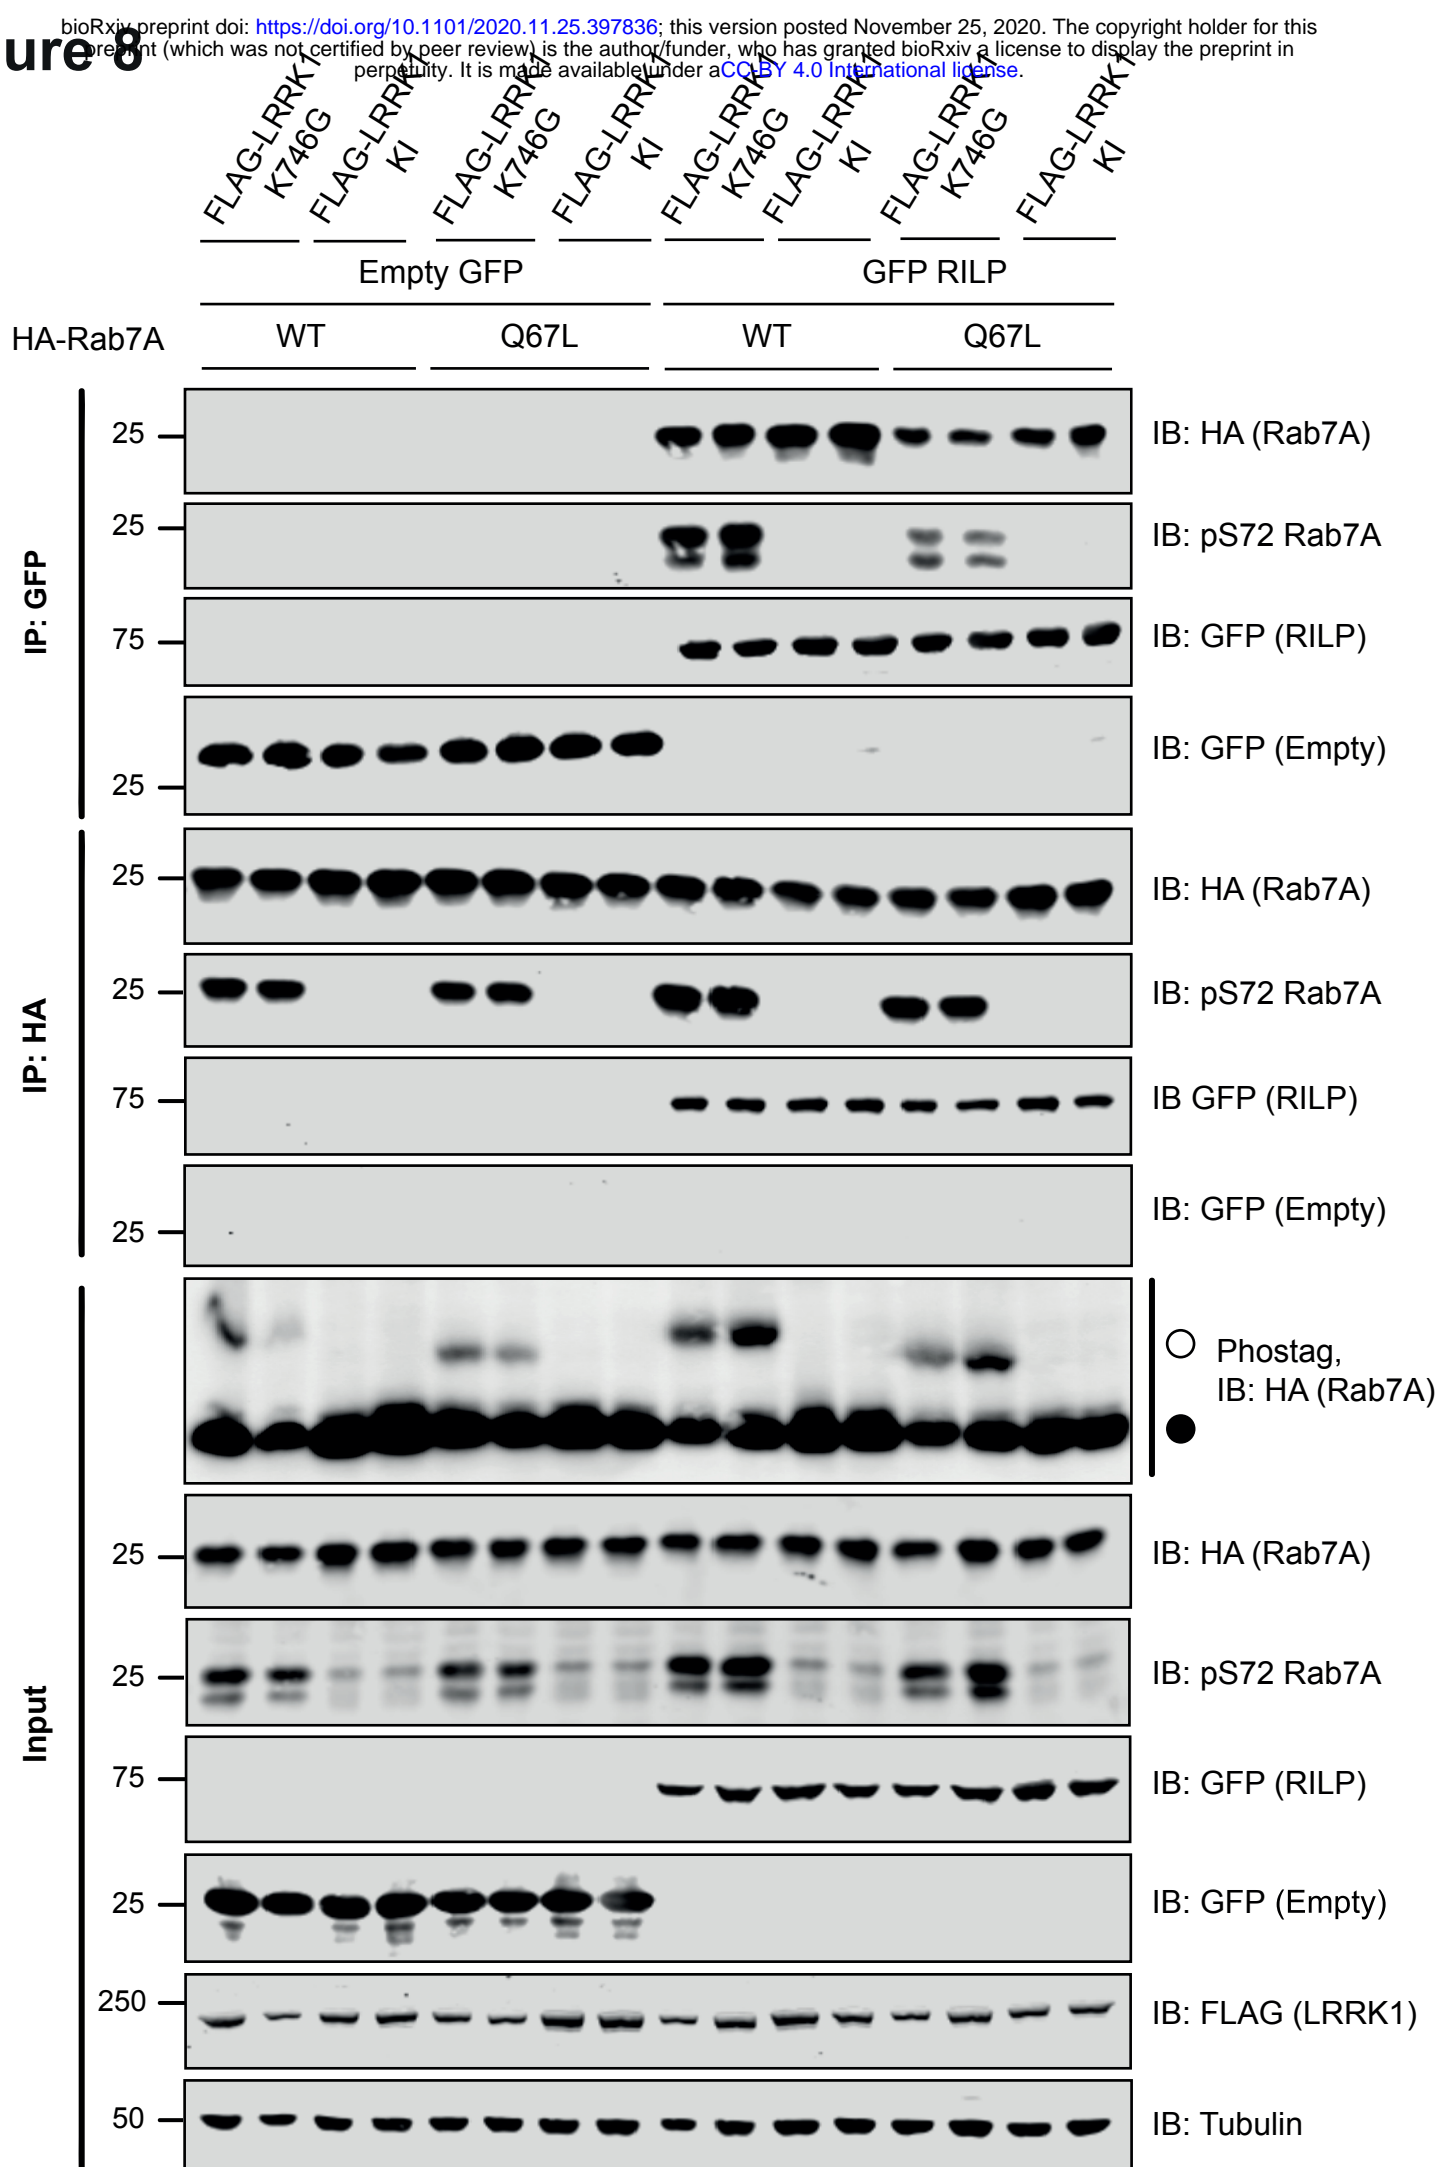 bioRxiv preprint doi: https://doi.org/10.1101/2020.11.25.397836; this version posted November 25, 2020. The copyright holder for this
preprint (which was not certified by peer review) is the author/funder, who has granted bioRxiv a license to display the preprint in
perpetuity. It is made available under aCC-BY 4.0 International license.
ure 8
FLAG-LRRK1
K746G
FLAG-LRRK1
KI
FLAG-LRRK1
K746G
FLAG-LRRK1
KI
FLAG-LRRK1
K746G
FLAG-LRRK1
KI
FLAG-LRRK1
K746G
FLAG-LRRK1
KI
Empty GFP
GFP RILP
HA-Rab7A
WT
Q67L
WT
Q67L
IP: GFP
25
IB: HA (Rab7A)
25
IB: pS72 Rab7A
75
IB: GFP (RILP)
IB: GFP (Empty)
25
IP: HA
25
IB: HA (Rab7A)
25
IB: pS72 Rab7A
75
IB GFP (RILP)
IB: GFP (Empty)
25
Input
Phostag,
IB: HA (Rab7A)
25
IB: HA (Rab7A)
25
IB: pS72 Rab7A
75
IB: GFP (RILP)
25
IB: GFP (Empty)
250
IB: FLAG (LRRK1)
50
IB: Tubulin